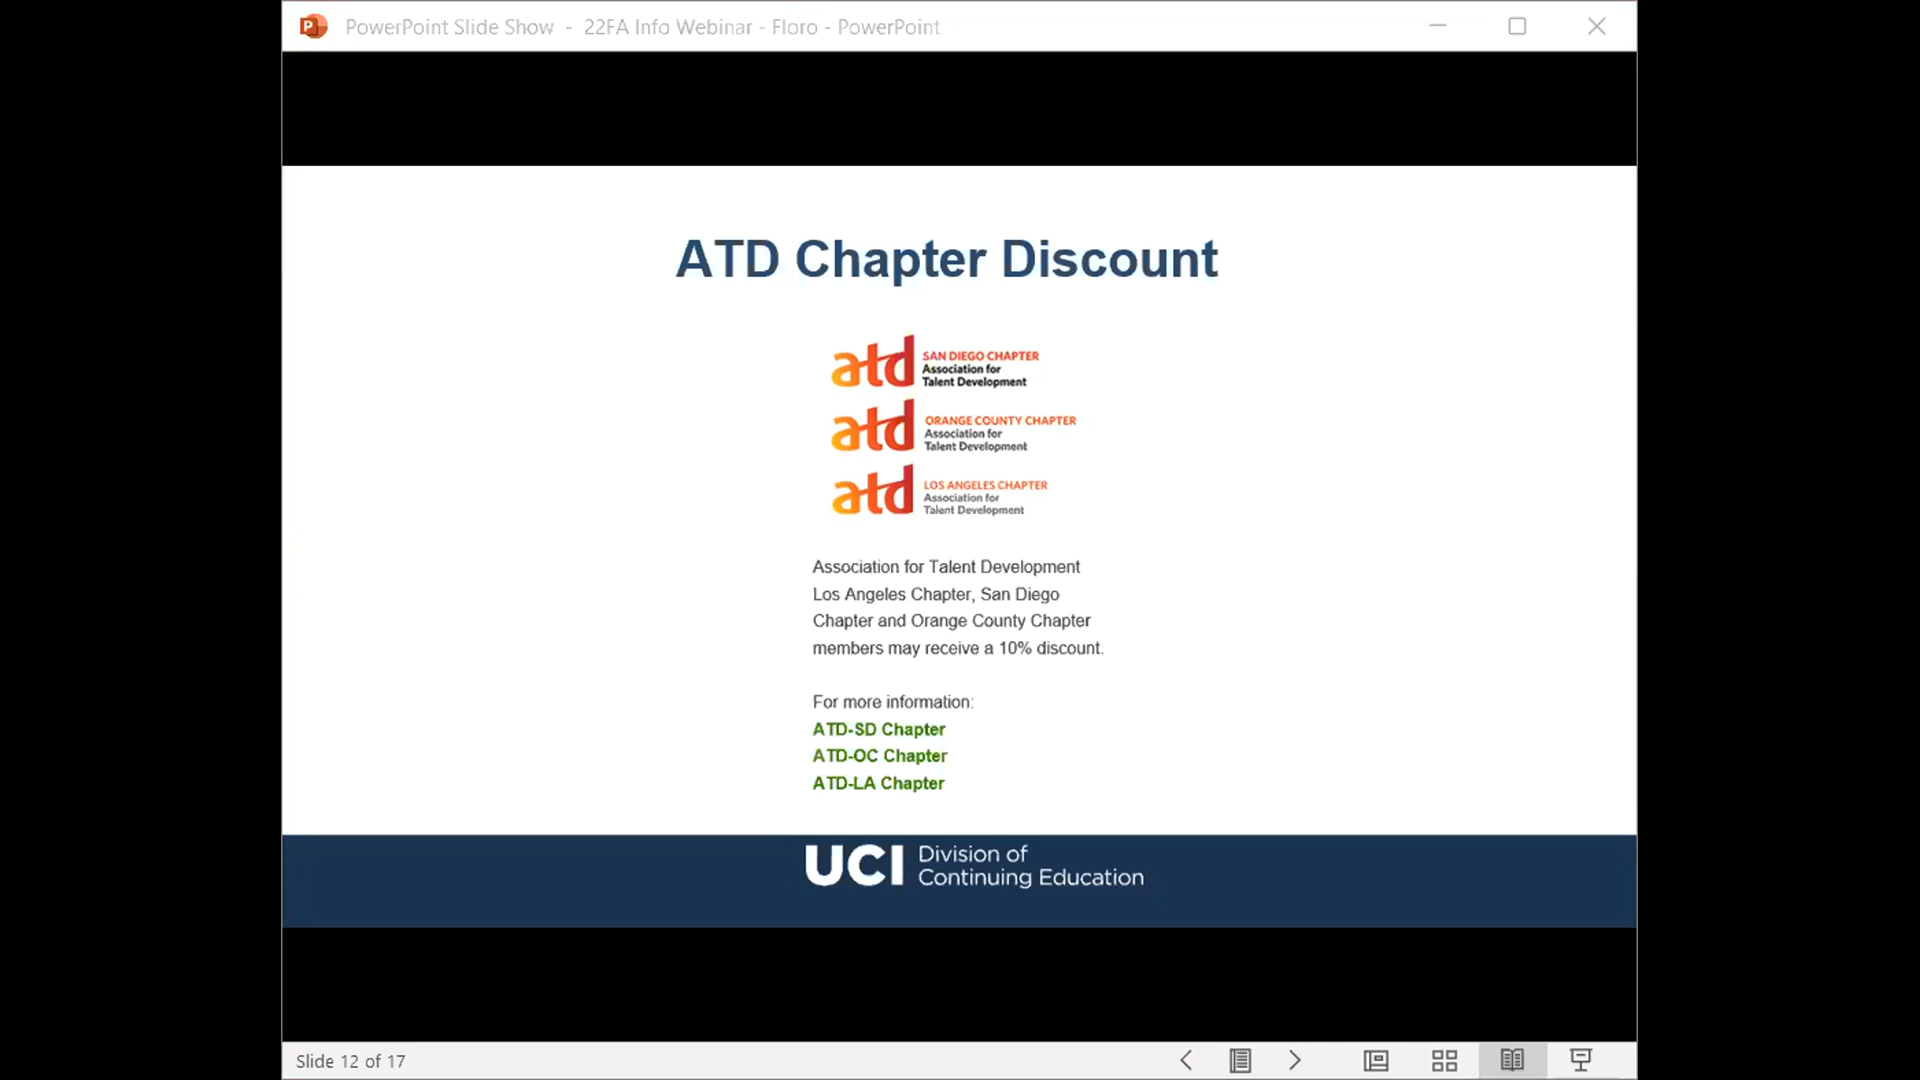 PowerPoint Slide Show - 22FA Info Webinar - Floro - PowerPoint
ATD Chapter Discount
atd SAN DIEGO CHAPTER
Association for
Talent Development
atd ORANGE COUNTY CHAPTER
Association for
Talent Development
atd LOS ANGELES CHAPTER
Association for
Talent Development
Association for Talent Development
Los Angeles Chapter, San Diego
Chapter and Orange County Chapter
members may receive a 10% discount.
For more information:
ATD-SD Chapter
ATD-OC Chapter
ATD-LA Chapter
UCI Division of
Continuing Education
Slide 12 of 17